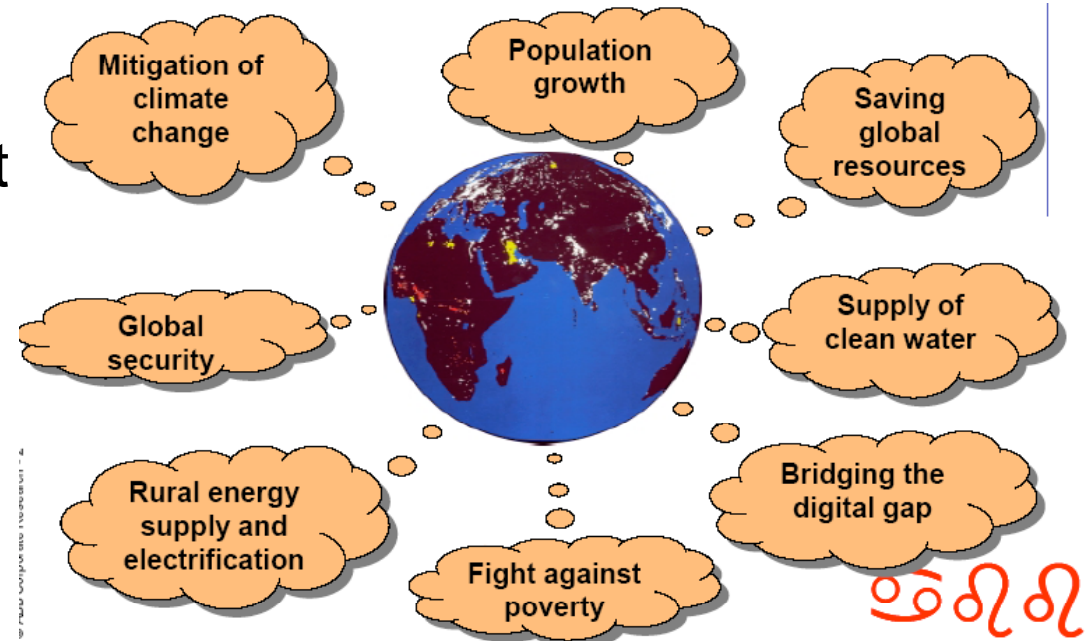 Mitigation of
climate
change
Population
growth
Saving
global
resources
t
Global
security
Supply of
clean water
Rural energy
supply and
electrification
Bridging the
digital gap
Fight against
poverty
♋♌♌